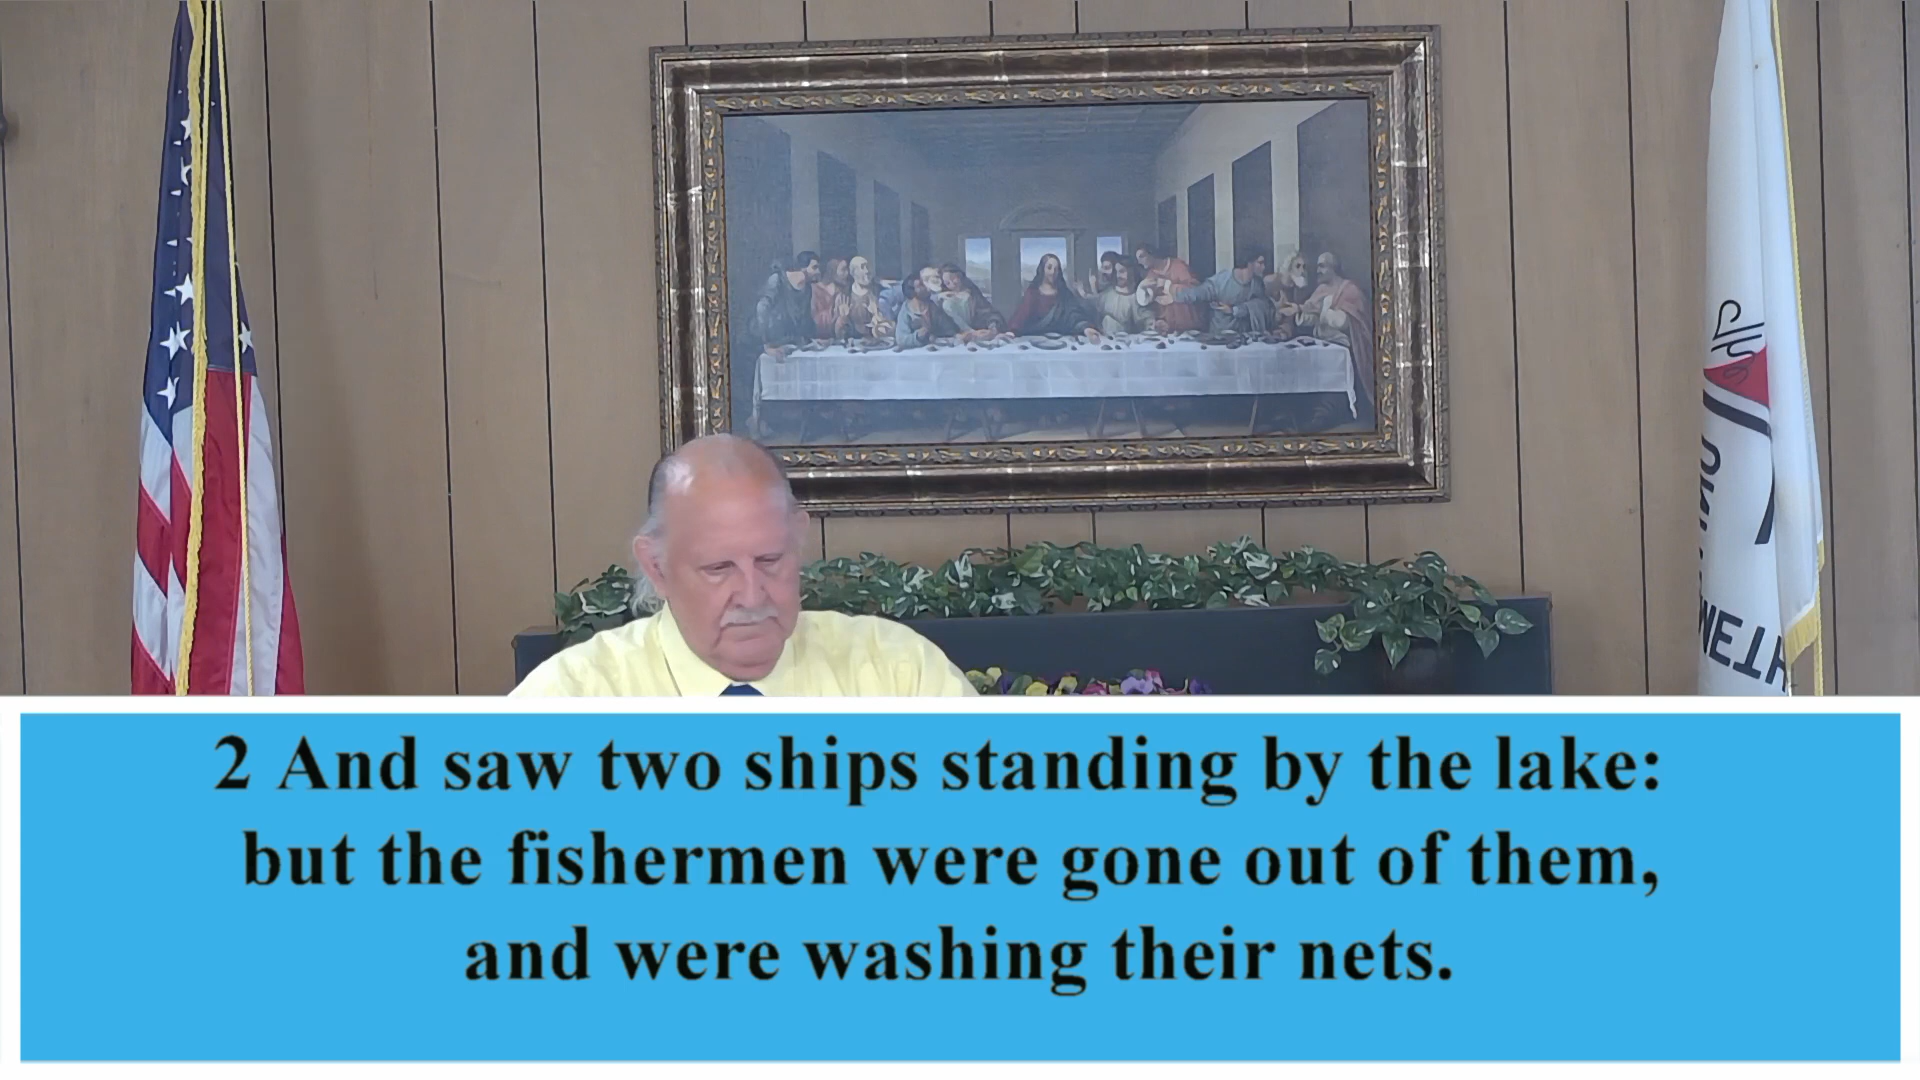 2 And saw two ships standing by the lake:
but the fishermen were gone out of them,
and were washing their nets.